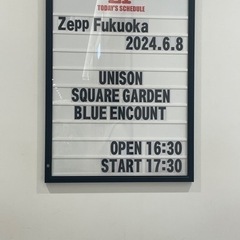 TODAY'S SCHEDULE
Zepp Fukuoka
2024.6.8
UNISON
SQUARE GARDEN
BLUE ENCOUNT
OPEN 16:30
START 17:30